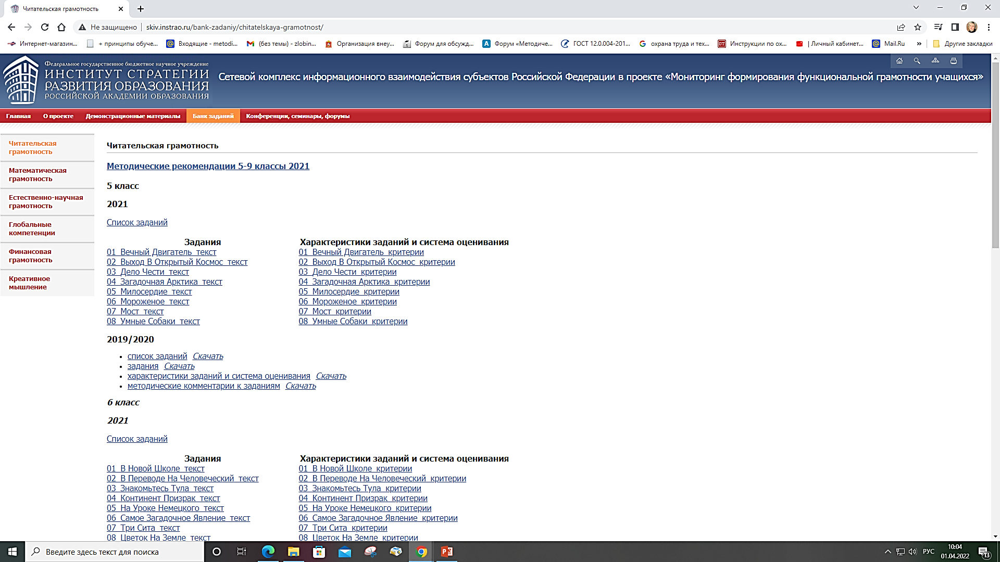 Читательская грамотность
Не защищено
skiv.instrao.ru/bank-zadaniy/chitatelskaya-gramotnost/
Интернет-магазин...
+ принципы обуче...
Входящие - metodi...
(без темы) - zlobin...
Организация внеу...
Форум для обсужд...
Форум «Методиче...
ГОСТ 12.0.004-201...
охрана труда и тех...
Инструкции по ох...
| Личный кабинет...
Mail.Ru
»
Другие закладки
Федеральное государственное бюджетное научное учреждение
ИНСТИТУТ СТРАТЕГИИ
РАЗВИТИЯ ОБРАЗОВАНИЯ
РОССИЙСКОЙ АКАДЕМИИ ОБРАЗОВАНИЯ
Сетевой комплекс информационного взаимодействия субъектов Российской Федерации в проекте «Мониторинг формирования функциональной грамотности учащихся»
Главная
О проекте
Демонстрационные материалы
Банк заданий
Конференции, семинары, форумы
Читательская
грамотность
Математическая
грамотность
Естественно-научная
грамотность
Глобальные
компетенции
Финансовая
грамотность
Креативное
мышление
Читательская грамотность
Методические рекомендации 5-9 классы 2021
5 класс
2021
Список заданий
Задания Характеристики заданий и система оценивания
01_Вечный Двигатель_текст 01_Вечный Двигатель_критерии
02_Выход В Открытый Космос_текст 02_Выход В Открытый Космос_критерии
03_Дело Чести_текст 03_Дело Чести_критерии
04_Загадочная Арктика_текст 04_Загадочная Арктика_критерии
05_Милосердие_текст 05_Милосердие_критерии
06_Мороженое_текст 06_Мороженое_критерии
07_Мост_текст 07_Мост_критерии
08_Умные Собаки_текст 08_Умные Собаки_критерии
2019/2020
• список заданий Скачать
• задания Скачать
• характеристики заданий и система оценивания Скачать
• методические комментарии к заданиям Скачать
6 класс
2021
Список заданий
Задания Характеристики заданий и система оценивания
01_В Новой Школе_текст 01_В Новой Школе_критерии
02_В Переводе На Человеческий_текст 02_В Переводе На Человеческий_критерии
03_Знакомьтесь Тула_текст 03_Знакомьтесь Тула_критерии
04_Континент Призрак_текст 04_Континент Призрак_критерии
05_На Уроке Немецкого_текст 05_На Уроке Немецкого_критерии
06_Самое Загадочное Явление_текст 06_Самое Загадочное Явление_критерии
07_Три Сита_текст 07_Три Сита_критерии
08_Цветок На Земле_текст 08_Цветок На Земле_критерии
Введите здесь текст для поиска
РУС
10:04
01.04.2022
13